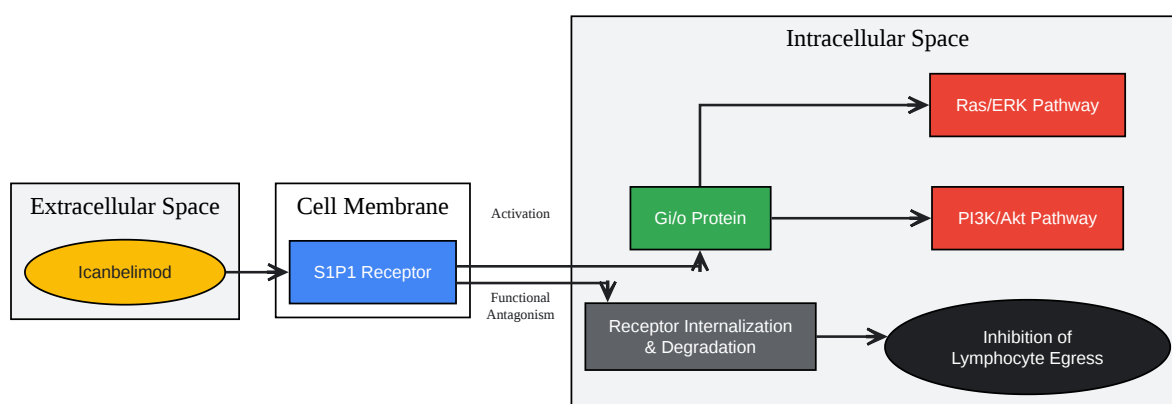 Intracellular Space
Ras/ERK Pathway
Extracellular Space
Cell Membrane
Activation
Gi/o Protein
PI3K/Akt Pathway
Icanbelimod
S1P1 Receptor
Functional
Antagonism
Receptor Internalization
& Degradation
Inhibition of
Lymphocyte Egress